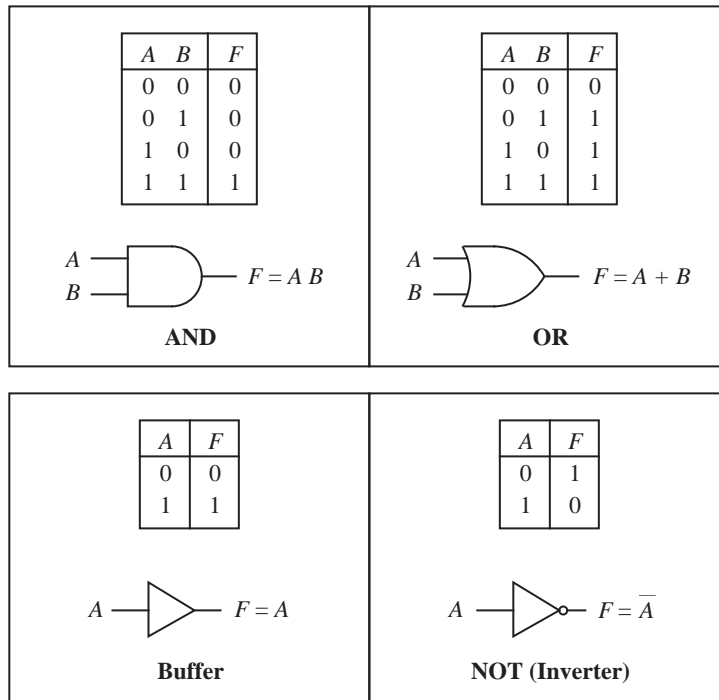 A B F
0 0 0
0 1 0
1 0 0
1 1 1
A
B
F = A B
AND
A B F
0 0 0
0 1 1
1 0 1
1 1 1
A
B
F = A + B
OR
A F
0 0
1 1
A
F = A
Buffer
A F
0 1
1 0
A
F = A̅
NOT (Inverter)